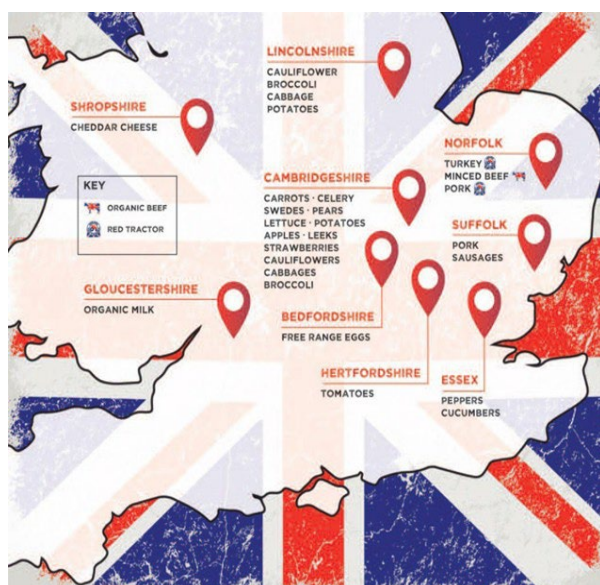 LINCOLNSHIRE
CAULIFLOWER
BROCCOLI
CABBAGE
POTATOES
SHROPSHIRE
CHEDDAR CHEESE
NORFOLK
TURKEY
MINCED BEEF
PORK
KEY
ORGANIC BEEF
RED TRACTOR
CAMBRIDGESHIRE
CARROTS · CELERY
SWEDES · PEARS
LETTUCE · POTATOES
APPLES · LEEKS
STRAWBERRIES
CAULIFLOWERS
CABBAGES
BROCCOLI
SUFFOLK
PORK
SAUSAGES
GLOUCESTERSHIRE
ORGANIC MILK
BEDFORDSHIRE
FREE RANGE EGGS
HERTFORDSHIRE
TOMATOES
ESSEX
PEPPERS
CUCUMBERS